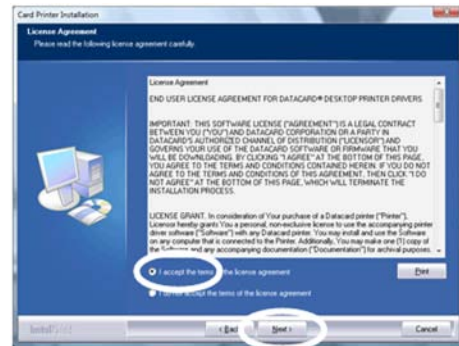 Card Printer Installation
License Agreement
Please read the following license agreement carefully.
License Agreement
END USER LICENSE AGREEMENT FOR DATACARD® DESKTOP PRINTER DRIVERS
IMPORTANT: THIS SOFTWARE LICENSE ("AGREEMENT") IS A LEGAL CONTRACT
BETWEEN YOU ("YOU") AND DATACARD CORPORATION OR A PARTY IN
DATACARD'S AUTHORIZED CHANNEL OF DISTRIBUTION ("LICENSOR") AND
GOVERNS YOUR USE OF THE DATACARD SOFTWARE OR FIRMWARE THAT YOU
WILL BE DOWNLOADING. BY CLICKING "I AGREE" AT THE BOTTOM OF THIS PAGE,
YOU AGREE TO THE TERMS AND CONDITIONS CONTAINED HEREIN. IF YOU DO NOT
AGREE TO THE TERMS AND CONDITIONS OF THIS AGREEMENT, THEN CLICK "I DO
NOT AGREE" AT THE BOTTOM OF THIS PAGE, WHICH WILL TERMINATE THE
INSTALLATION PROCESS.
LICENSE GRANT. In consideration of Your purchase of a Datacard printer ("Printer"),
Licensor hereby grants You a personal, non-exclusive license to use the accompanying printer
driver software ("Software") with any Datacard printer. You may install and use the Software
on any computer that is connected to the Printer. Additionally, You may make one (1) copy of
the Software and any accompanying documentation ("Documentation") for archival purposes.
I accept the terms of the license agreement
Print
I do not accept the terms of the license agreement
InstallShield
< Back
Next >
Cancel